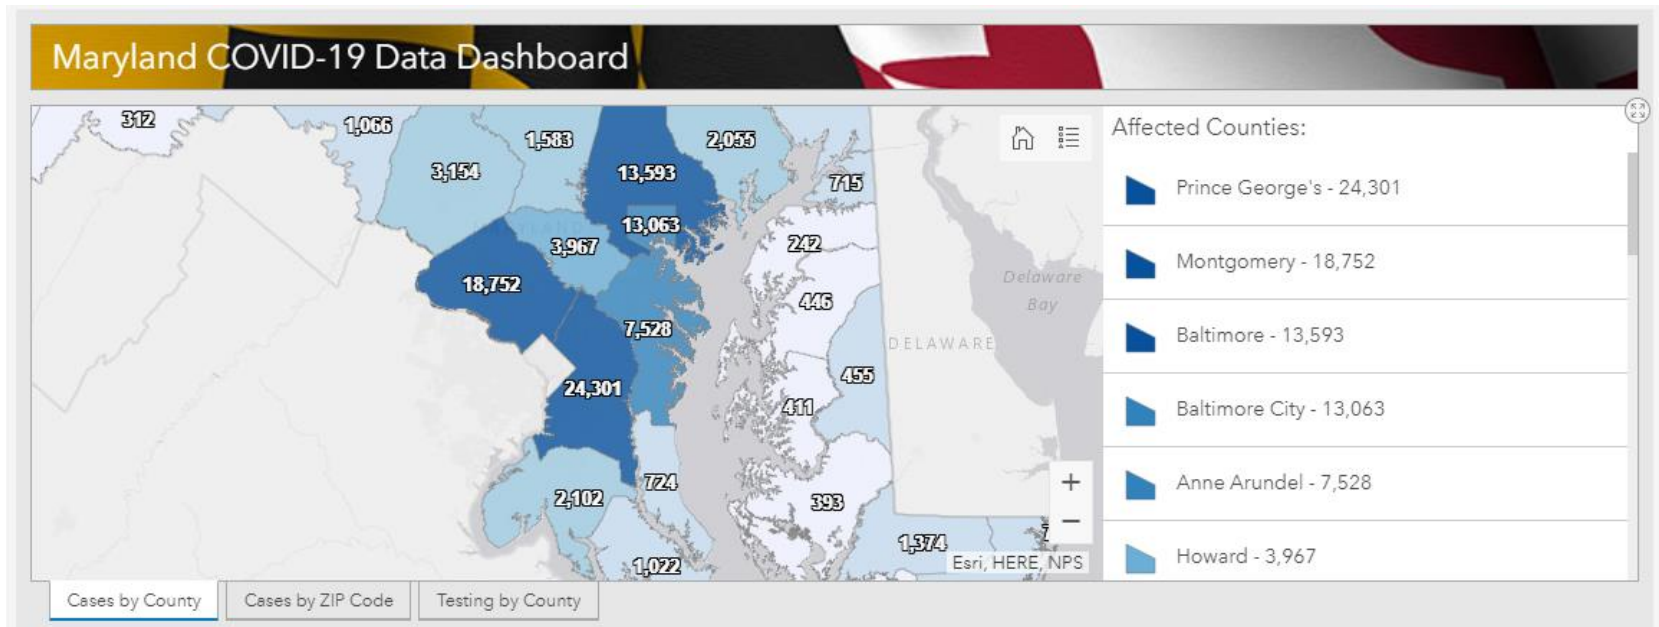 Maryland COVID-19 Data Dashboard
312
1,066
1,583
2,055
3,154
13,593
715
13,063
3,967
242
18,752
446
7,528
455
24,301
411
724
2,102
393
1,374
1,022
MARYLAND
Delaware
Bay
DELAWARE
+
−
Esri, HERE, NPS
Affected Counties:
Prince George's - 24,301
Montgomery - 18,752
Baltimore - 13,593
Baltimore City - 13,063
Anne Arundel - 7,528
Howard - 3,967
Cases by County
Cases by ZIP Code
Testing by County